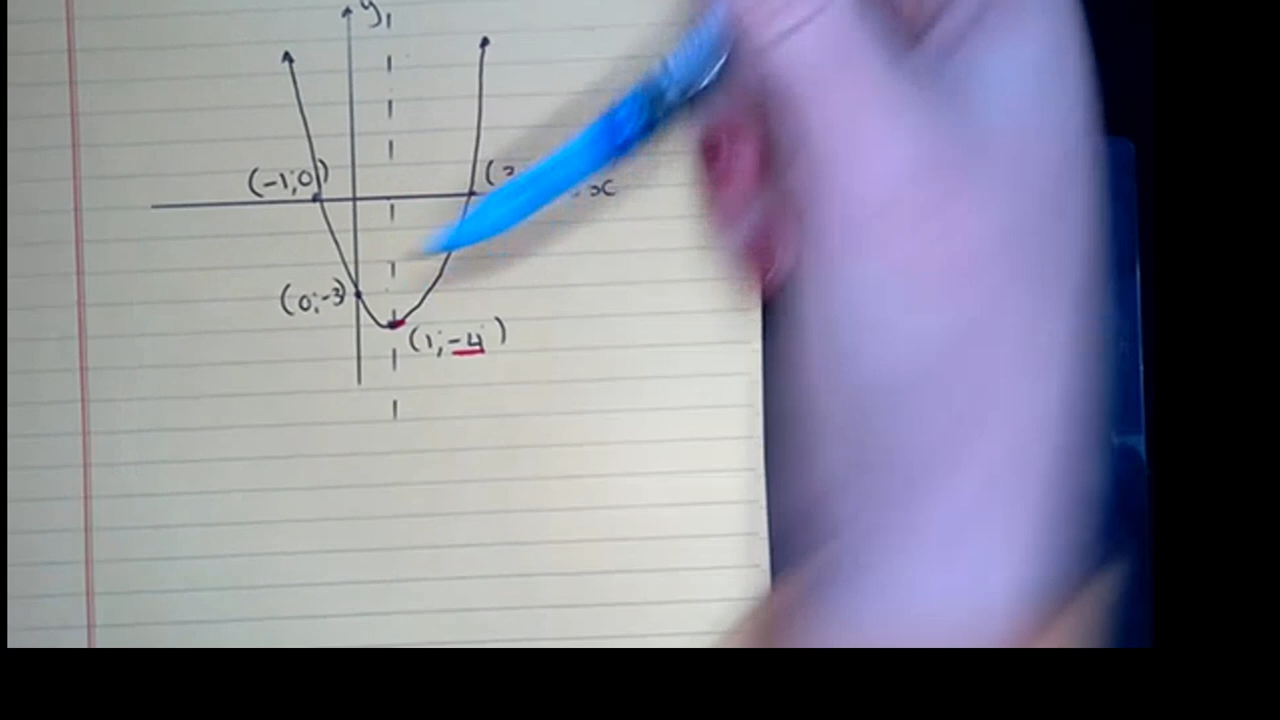 y
(-1;0)
x
(0;-3)
(1;-4)